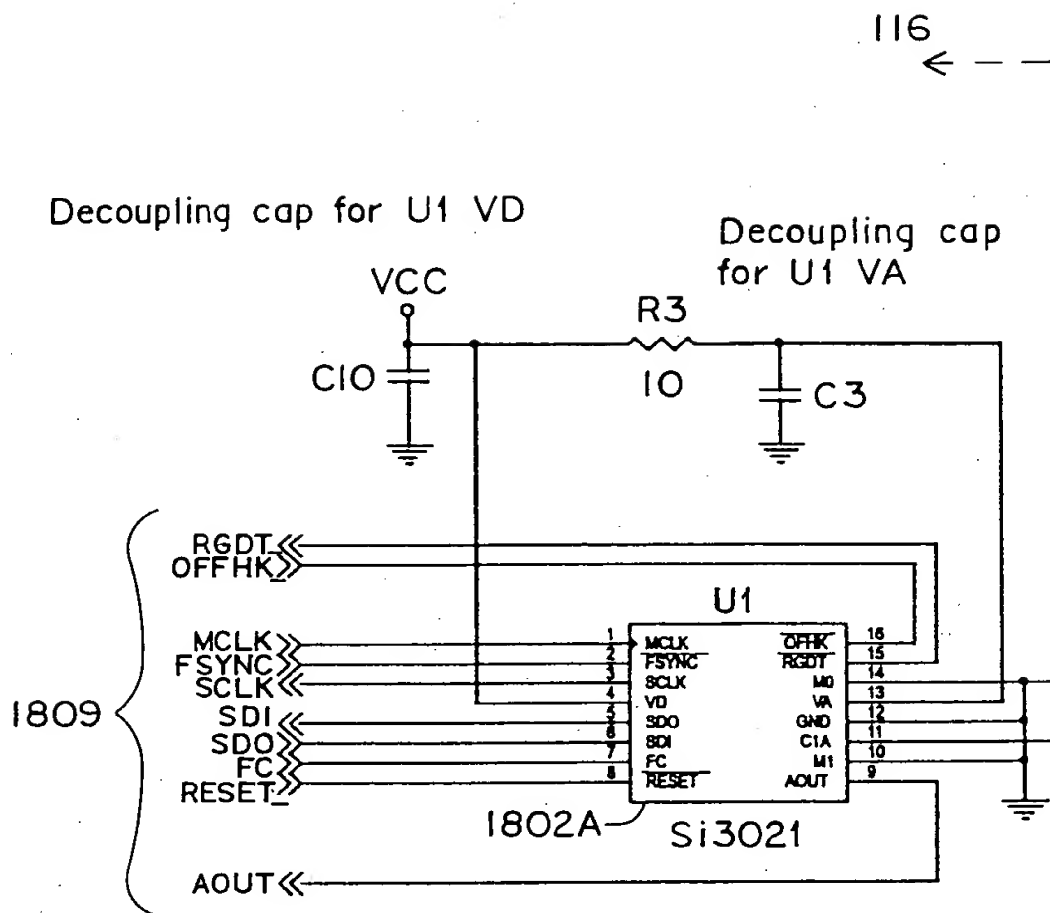 116
Decoupling cap for U1 VD
Decoupling cap
for U1 VA
VCC
R3
C10
10
C3
RGDT_
OFFHK_
MCLK
FSYNC
SCLK
SDI
SDO
FC
RESET_
AOUT
1809
U1
1 MCLK
2 FSYNC
3 SCLK
4 VD
5 SDO
6 SDI
7 FC
8 RESET
OFHK 16
RGDT 15
M0 14
VA 13
GND 12
C1A 11
M1 10
AOUT 9
1802A
Si3021